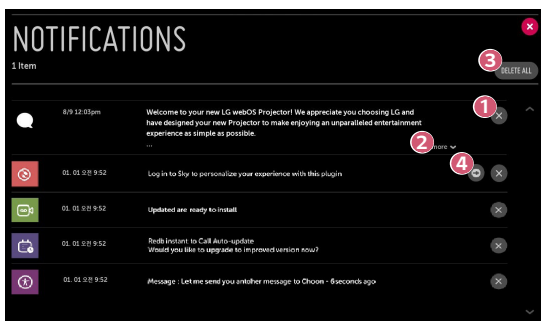 NOTIFICATIONS
1 Item
3
DELETE ALL
1
8/9 12:03pm
Welcome to your new LG webOS Projector! We appreciate you choosing LG and
have designed your new Projector to make enjoying an unparalleled entertainment
experience as simple as possible.
...
2
more
4
01. 01 오전 9:52
Log in to Sky to personalize your experience with this plugin
01. 01 오전 9:52
Updated are ready to install
01. 01 오전 9:52
Redb instant to Call Auto-update
Would you like to upgrade to improved version now?
01. 01 오전 9:52
Message : Let me send you antoher message to Choon - 6seconds ago